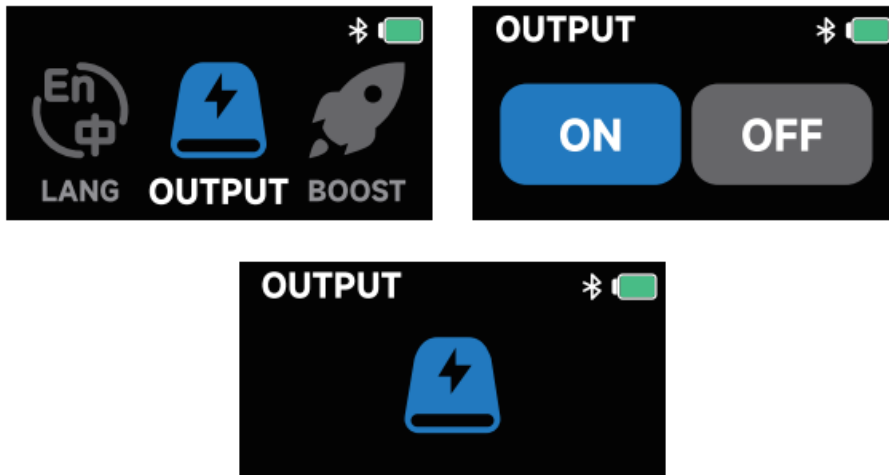 En
中
LANG OUTPUT BOOST
OUTPUT
ON OFF
OUTPUT